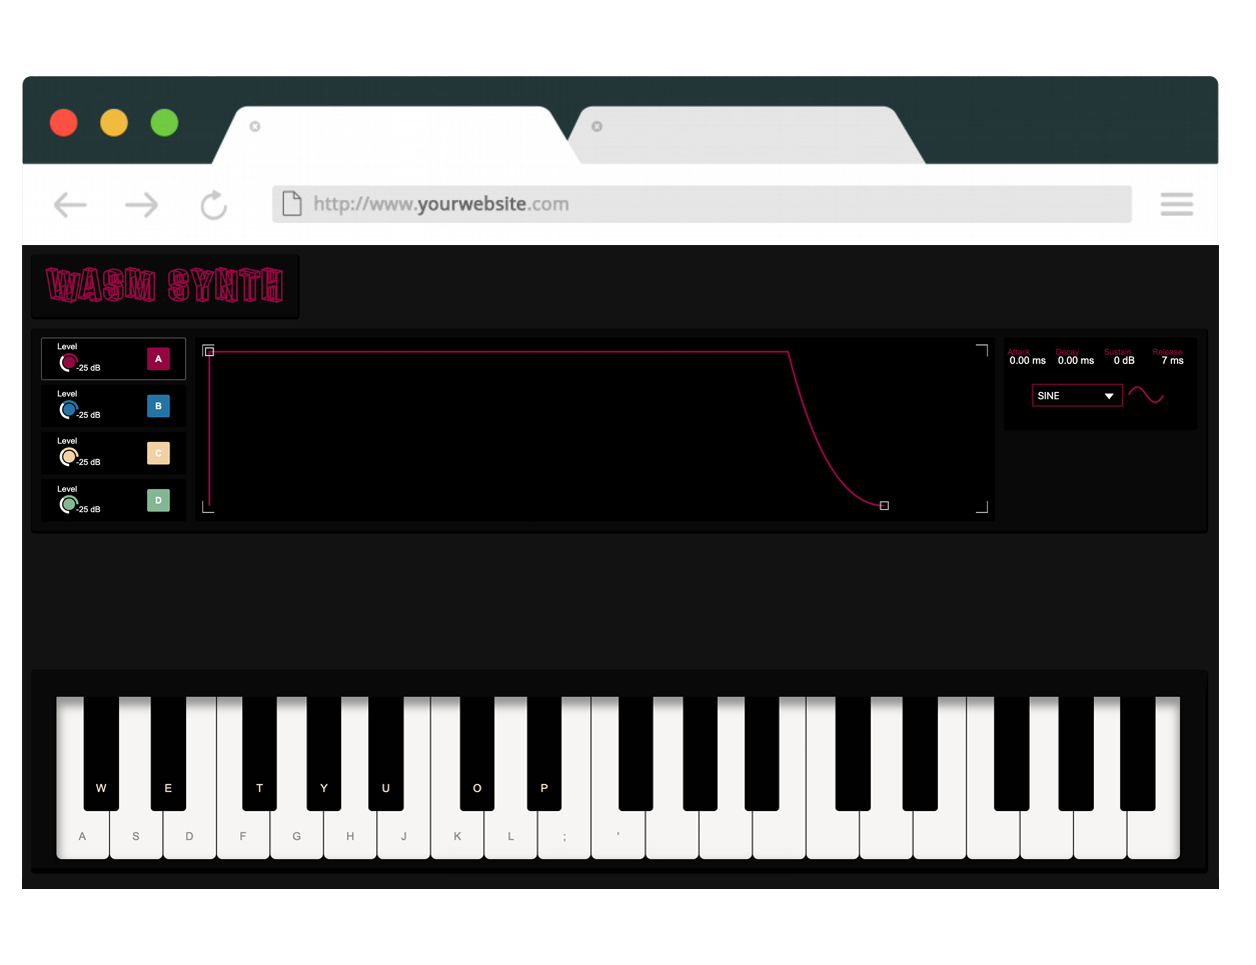 http://www.yourwebsite.com
WASM SYNTH
Level
-25 dB
A
Level
-25 dB
B
Level
-25 dB
C
Level
-25 dB
D
Attack Decay Sustain Release
0.00 ms 0.00 ms 0 dB 7 ms
SINE
W E T Y U O P
A S D F G H J K L ; '